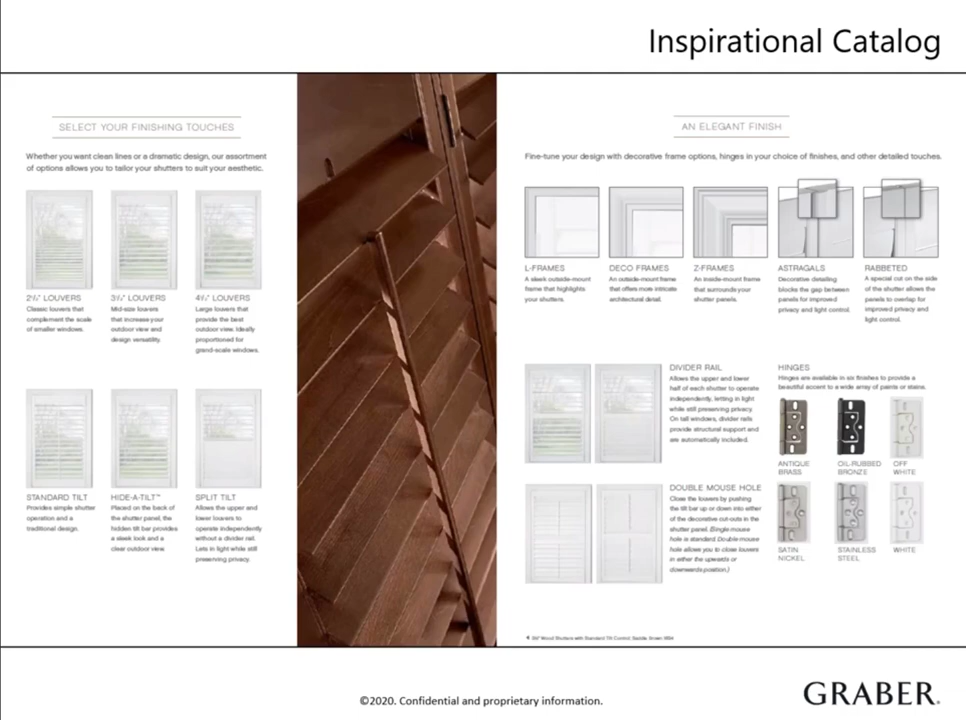 Inspirational Catalog
SELECT YOUR FINISHING TOUCHES
Whether you want clean lines or a dramatic design, our assortment
of options allows you to tailor your shutters to suit your aesthetic.
2½" LOUVERS
Classic louvers that
complement the scale
of smaller windows.
3½" LOUVERS
Mid-size louvers
that increase your
outdoor view and
design versatility.
4½" LOUVERS
Large louvers that
provide the best
outdoor view. Ideally
proportioned for
grand-scale windows.
STANDARD TILT
Provides simple shutter
operation and a
traditional design.
HIDE-A-TILT™
Placed on the back of
the shutter panel, the
hidden tilt bar provides
a sleek look and a
clear outdoor view.
SPLIT TILT
Allows the upper and
lower louvers to
operate independently
without a divider rail.
Lets in light while still
preserving privacy.
AN ELEGANT FINISH
Fine-tune your design with decorative frame options, hinges in your choice of finishes, and other detailed touches.
L-FRAMES
A sleek outside-mount
frame that highlights
your shutters.
DECO FRAMES
An outside-mount frame
that offers more intricate
architectural detail.
Z-FRAMES
An inside-mount frame
that surrounds your
shutter panels.
ASTRAGALS
Decorative detailing
blocks the gap between
panels for improved
privacy and light control.
RABBETED
A special cut on the side
of the shutter allows the
panels to overlap for
improved privacy and
light control.
DIVIDER RAIL
Allows the upper and lower
half of each shutter to operate
independently, letting in light
while still preserving privacy.
On tall windows, divider rails
provide structural support and
are automatically included.
HINGES
Hinges are available in six finishes to provide a
beautiful accent to a wide array of paints or stains.
ANTIQUE
BRASS
OIL-RUBBED
BRONZE
OFF
WHITE
DOUBLE MOUSE HOLE
Close the louvers by pushing
the tilt bar up or down into either
of the decorative cut-outs in the
shutter panel. (Single mouse
hole is standard. Double mouse
hole allows you to close louvers
in either the upwards or
downwards position.)
SATIN
NICKEL
STAINLESS
STEEL
WHITE
Wood Shutters with Standard Tilt Control:
©2020. Confidential and proprietary information.
GRABER®